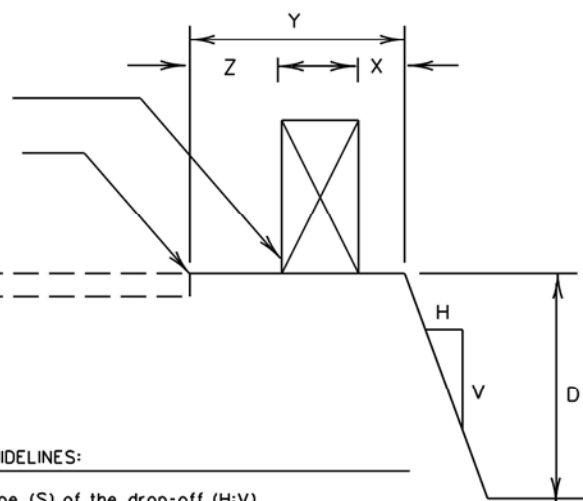 Y
Z X
H
V
D
IDELINES:
pe (S) of the drop-off (H:V)